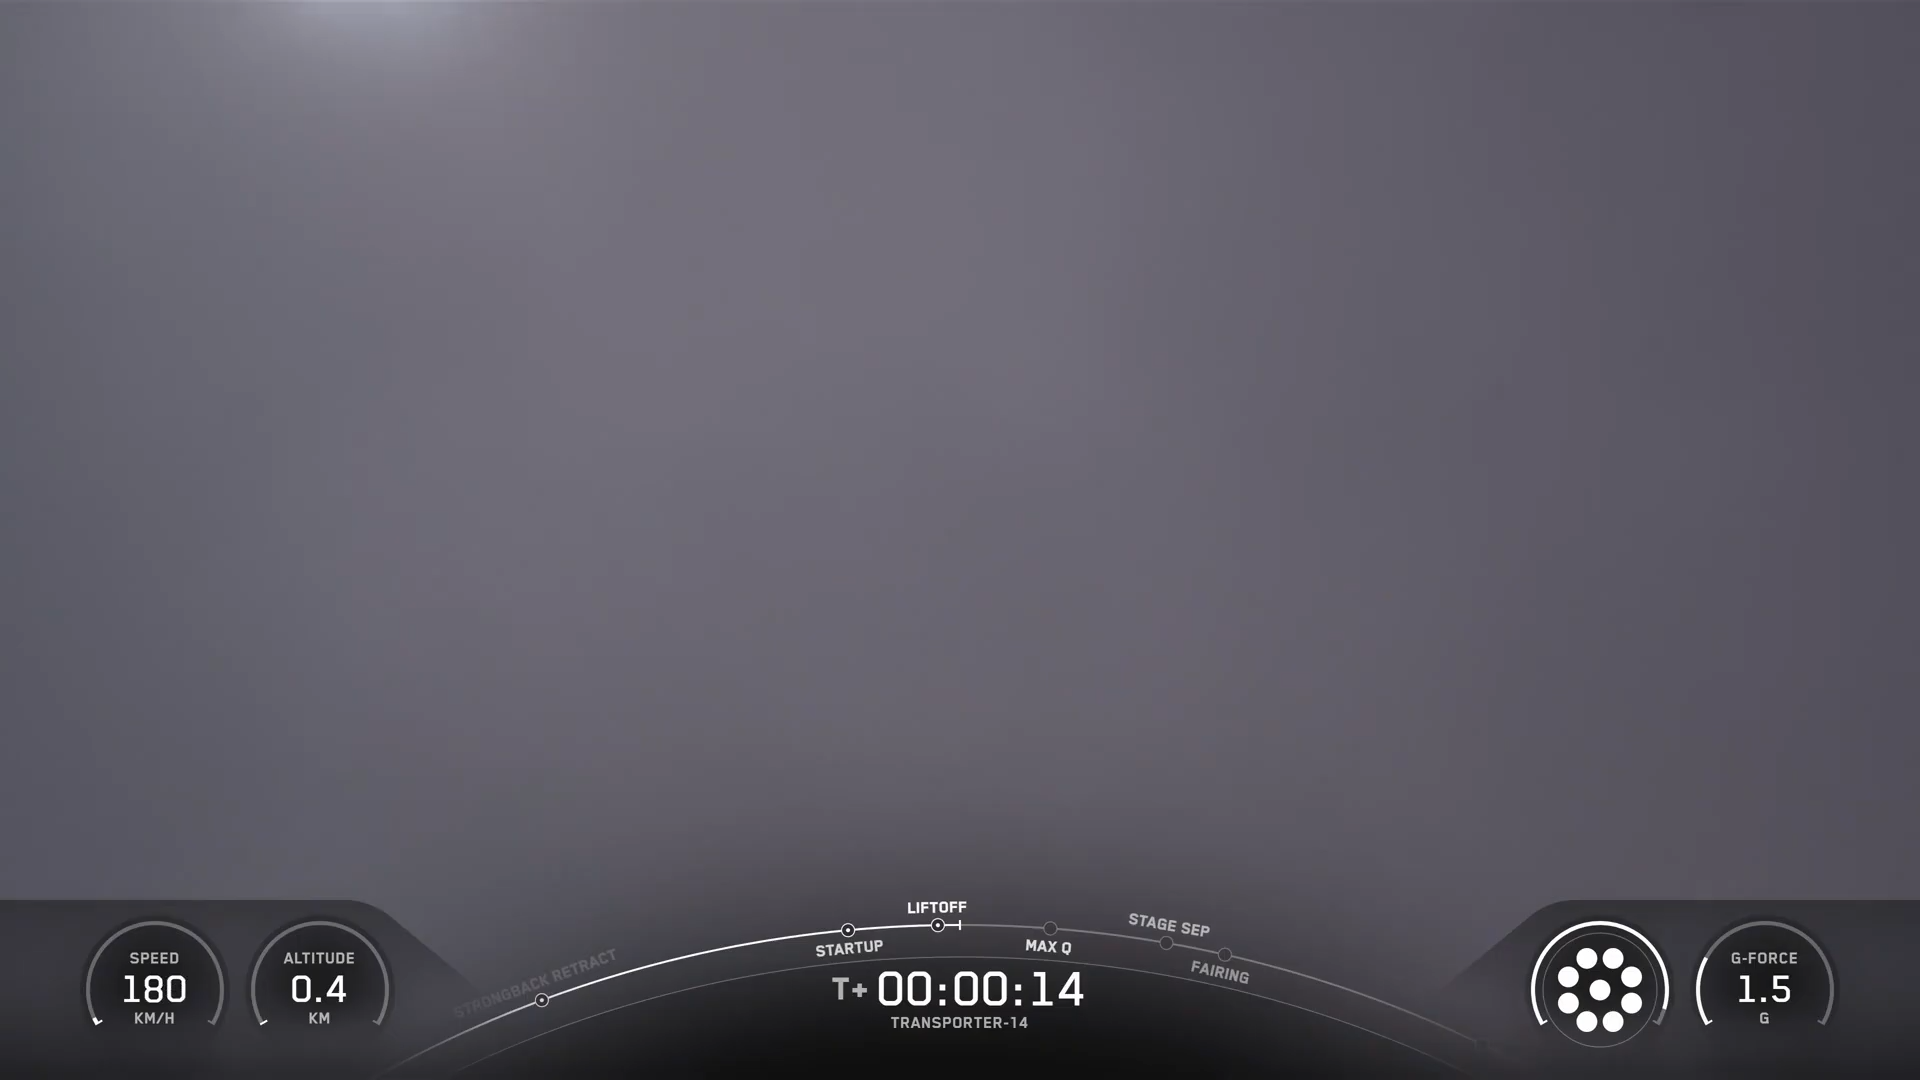 SPEED
180
KM/H
ALTITUDE
0.4
KM
STRONGBACK RETRACT
STARTUP
LIFTOFF
MAX Q
STAGE SEP
FAIRING
T+ 00:00:14
TRANSPORTER-14
G-FORCE
1.5
G